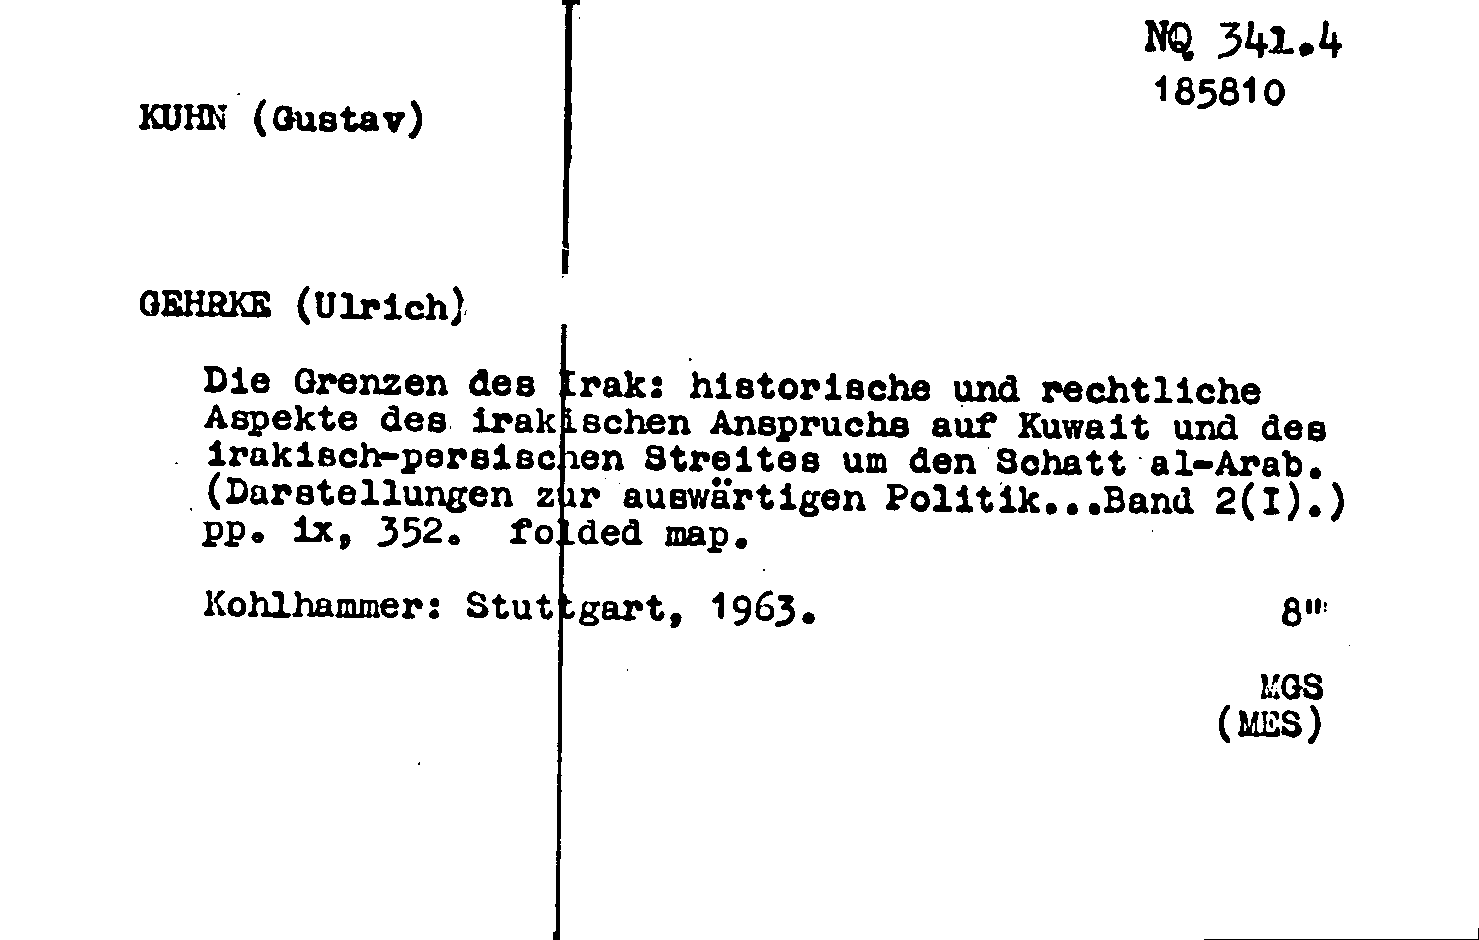 NQ 341.4
185810
KUHN (Gustav)
GEHRKE (Ulrich)
Die Grenzen des Irak: historische und rechtliche
Aspekte des irakischen Anspruchs auf Kuwait und des
irakisch-persischen Streites um den Schatt al-Arab.
(Darstellungen zur auswärtigen Politik...Band 2(I).)
pp. ix, 352. folded map.
Kohlhammer: Stuttgart, 1963.
8"'
MGS
(MES)